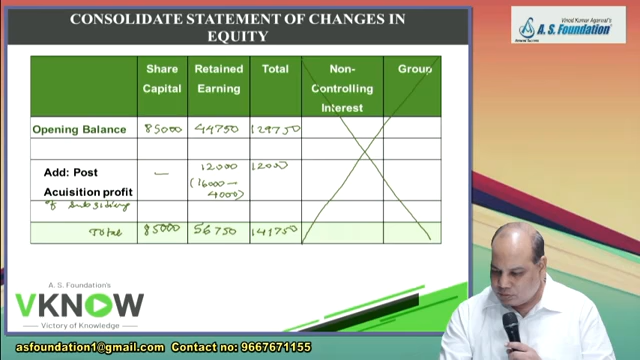 CONSOLIDATE STATEMENT OF CHANGES IN
EQUITY
Vinod Kumar Agarwal's
A. S. Foundation
Share Capital
Retained Earning
Total
Non-Controlling Interest
Group
Opening Balance 85000 44750 129750
Add: Post Acuisition profit of Subsidiary — 12000 (16000 - 4000) 12000
Total 85000 56750 141750
A. S. Foundation's
VKNOW
- Victory of Knowledge -
asfoundation1@gmail.com Contact no: 9667671155